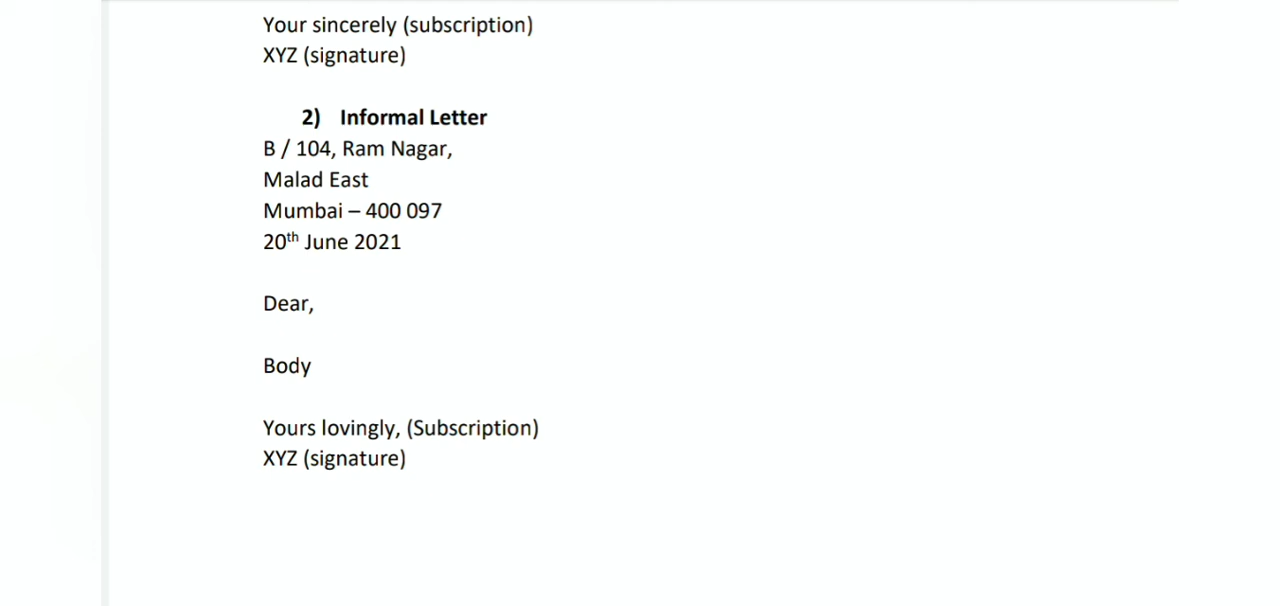 Your sincerely (subscription)
XYZ (signature)
2) Informal Letter
B / 104, Ram Nagar,
Malad East
Mumbai – 400 097
20th June 2021
Dear,
Body
Yours lovingly, (Subscription)
XYZ (signature)